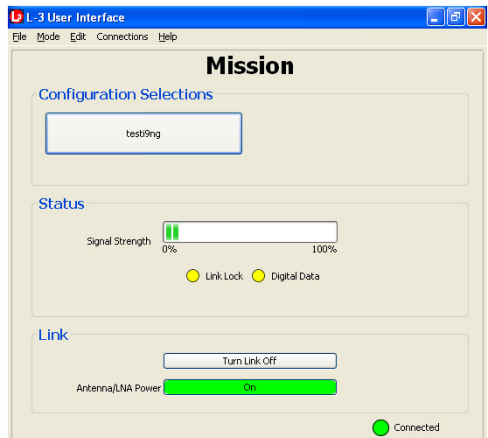 L-3 User Interface
File Mode Edit Connections Help
Mission
Configuration Selections
testi9ng
Status
Signal Strength
0% 100%
Link Lock Digital Data
Link
Turn Link Off
Antenna/LNA Power On
Connected